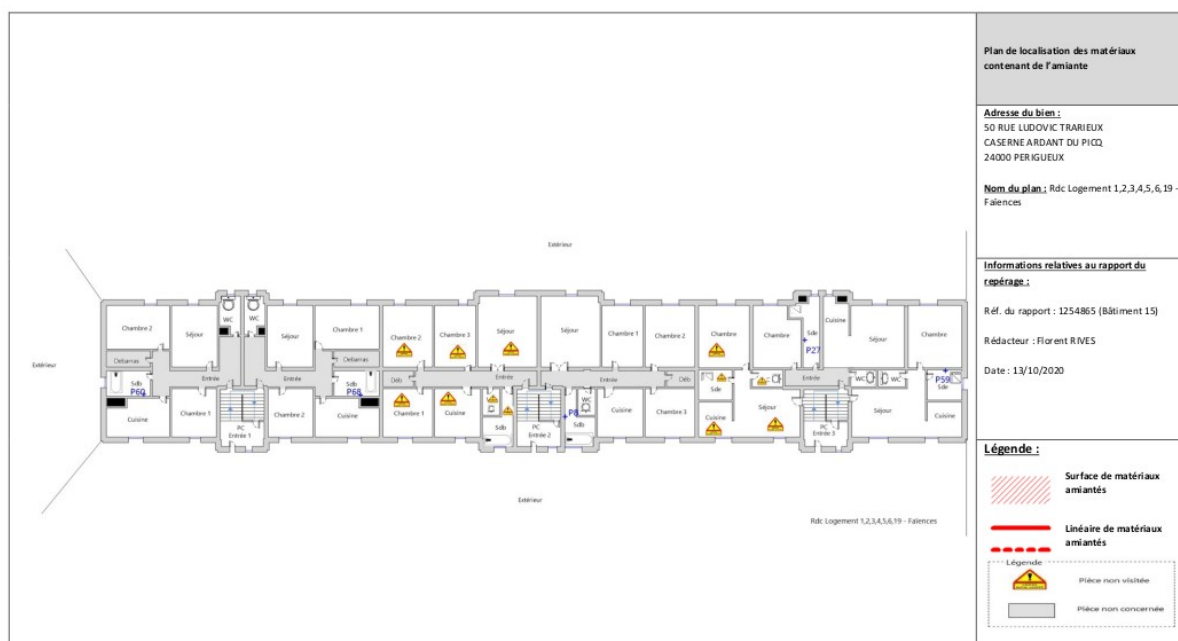 Plan de localisation des matériaux
contenant de l'amiante
Adresse du bien :
50 RUE LUDOVIC TRARIEUX
CASERNE ARDANT DU PICQ
24000 PERIGUEUX
Nom du plan : Rdc Logement 1,2,3,4,5,6,19 -
Faïences
Informations relatives au rapport du
repérage :
Réf. du rapport : 1254865 (Bâtiment 15)
Rédacteur : Florent RIVES
Date : 13/10/2020
Légende :
Surface de matériaux
amiantés
Linéaire de matériaux
amiantés
Légende
Pièce non visitée
Pièce non concernée
Extérieur
Extérieur
Extérieur
Rdc Logement 1,2,3,4,5,6,19 - Faïences
Chambre 2
Séjour
WC
WC
Séjour
Chambre 1
Chambre 2
Chambre 3
Séjour
Séjour
Chambre 1
Chambre 2
Chambre
Chambre
Sde
P27
Cuisine
Séjour
Chambre
Debarras
Debarras
Sdb
P60
Entrée
Entrée
Sdb
P68
Déb
Entrée
Entrée
Déb
Sde
Entrée
WC
WC
P59
Sde
Cuisine
Chambre 1
PC
Entrée 1
Chambre 2
Cuisine
Chambre 1
Cuisine
Sdb
PC
Entrée 2
P8
WC
Sdb
Cuisine
Chambre 3
Cuisine
Séjour
PC
Entrée 3
Séjour
Cuisine